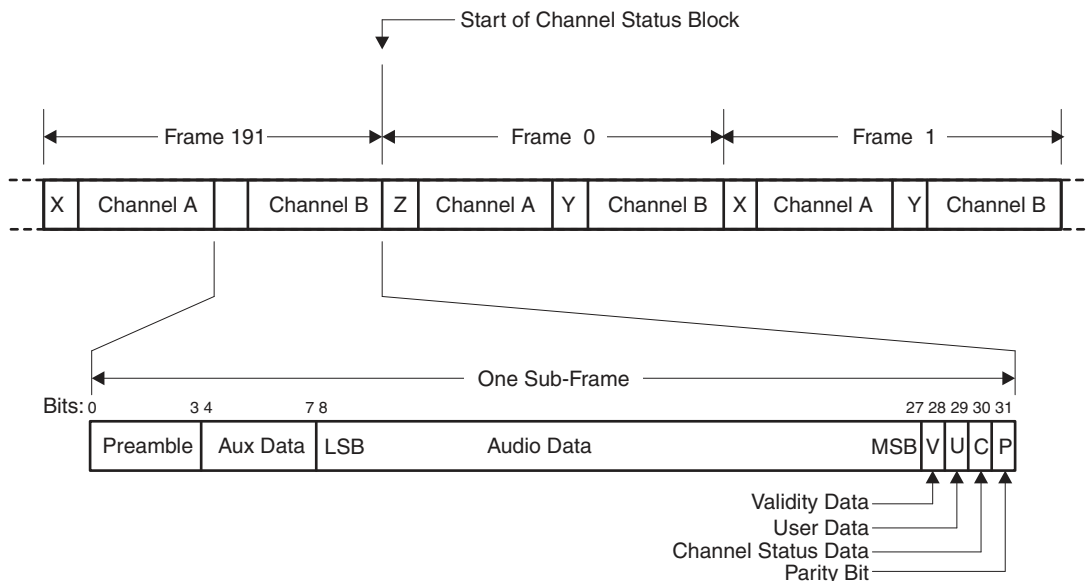 Start of Channel Status Block
Frame 191 Frame 0 Frame 1
X Channel A Channel B Z Channel A Y Channel B X Channel A Y Channel B
One Sub-Frame
Bits: 0 3 4 7 8 27 28 29 30 31
Preamble Aux Data LSB Audio Data MSB V U C P
Validity Data
User Data
Channel Status Data
Parity Bit